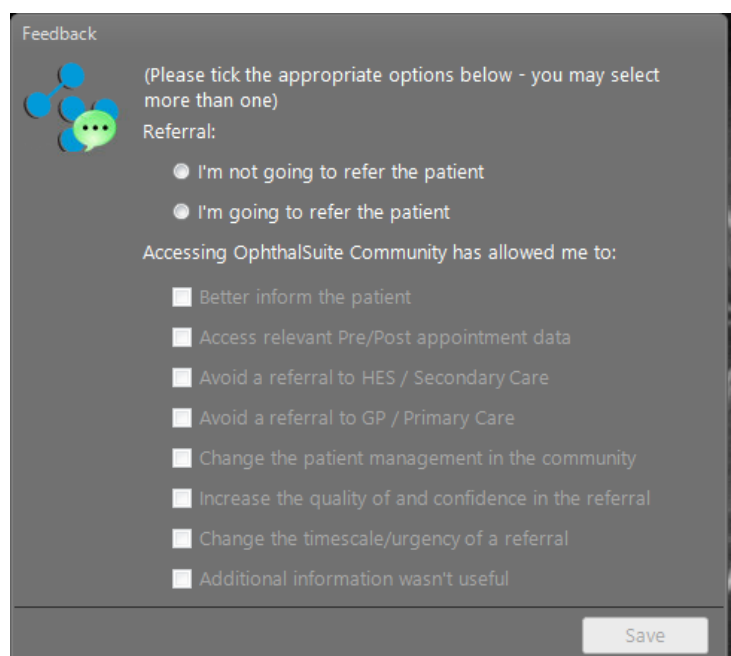 Feedback
(Please tick the appropriate options below - you may select
more than one)
Referral:
I'm not going to refer the patient
I'm going to refer the patient
Accessing OphthalSuite Community has allowed me to:
Better inform the patient
Access relevant Pre/Post appointment data
Avoid a referral to HES / Secondary Care
Avoid a referral to GP / Primary Care
Change the patient management in the community
Increase the quality of and confidence in the referral
Change the timescale/urgency of a referral
Additional information wasn't useful
Save